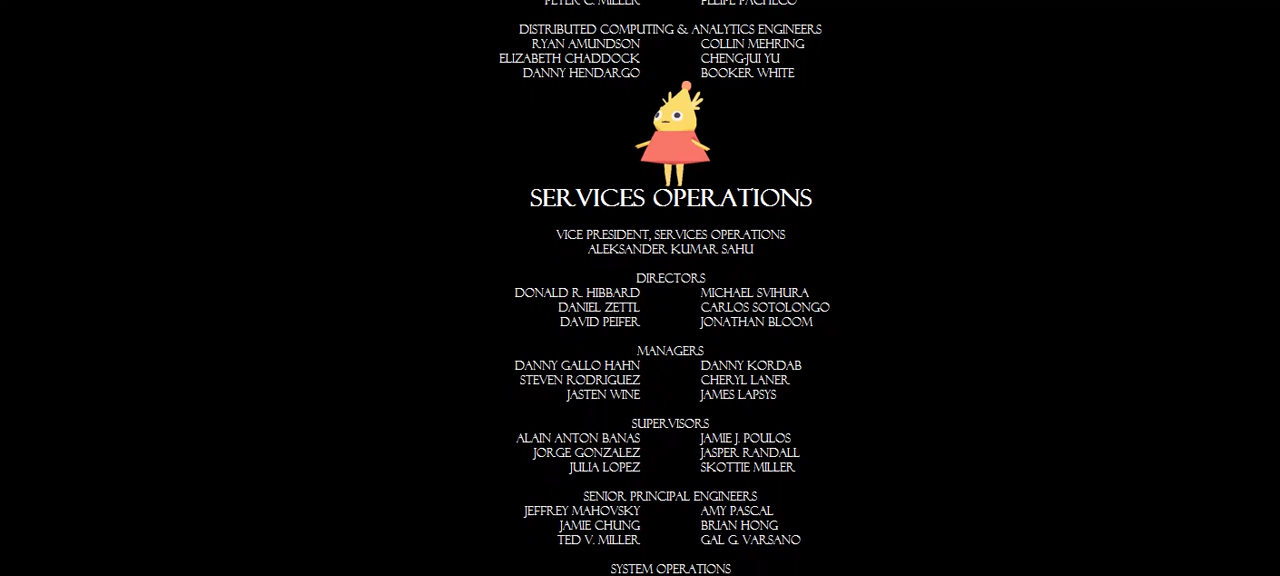 PETER C. MILLER FELIPE PACHECO
DISTRIBUTED COMPUTING & ANALYTICS ENGINEERS
RYAN AMUNDSON COLLIN MEHRING
ELIZABETH CHADDOCK CHENG-JUI YU
DANNY HENDARGO BOOKER WHITE
SERVICES OPERATIONS
VICE PRESIDENT, SERVICES OPERATIONS
ALEKSANDER KUMAR SAHU
DIRECTORS
DONALD R. HIBBARD MICHAEL SVIHURA
DANIEL ZETTL CARLOS SOTOLONGO
DAVID PEIFER JONATHAN BLOOM
MANAGERS
DANNY GALLO HAHN DANNY KORDAB
STEVEN RODRIGUEZ CHERYL LANER
JASTEN WINE JAMES LAPSYS
SUPERVISORS
ALAIN ANTON BANAS JAMIE J. POULOS
JORGE GONZALEZ JASPER RANDALL
JULIA LOPEZ SKOTTIE MILLER
SENIOR PRINCIPAL ENGINEERS
JEFFREY MAHOVSKY AMY PASCAL
JAMIE CHUNG BRIAN HONG
TED V. MILLER GAL G. VARSANO
SYSTEM OPERATIONS